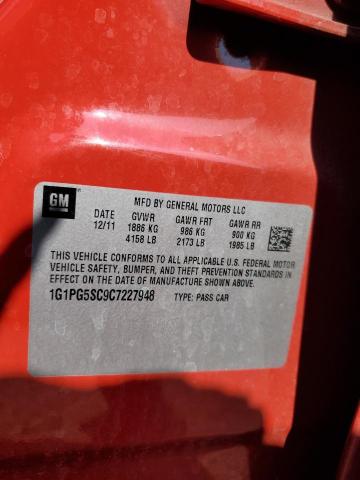 GM
MFD BY GENERAL MOTORS LLC
DATE GVWR GAWR FRT GAWR RR
12/11 1886 KG 986 KG 900 KG
4158 LB 2173 LB 1985 LB
THIS VEHICLE CONFORMS TO ALL APPLICABLE U.S. FEDERAL MOTOR
VEHICLE SAFETY, BUMPER, AND THEFT PREVENTION STANDARDS IN
EFFECT ON THE DATE OF MANUFACTURE SHOWN ABOVE.
1G1PG5SC9C7227948 TYPE: PASS CAR